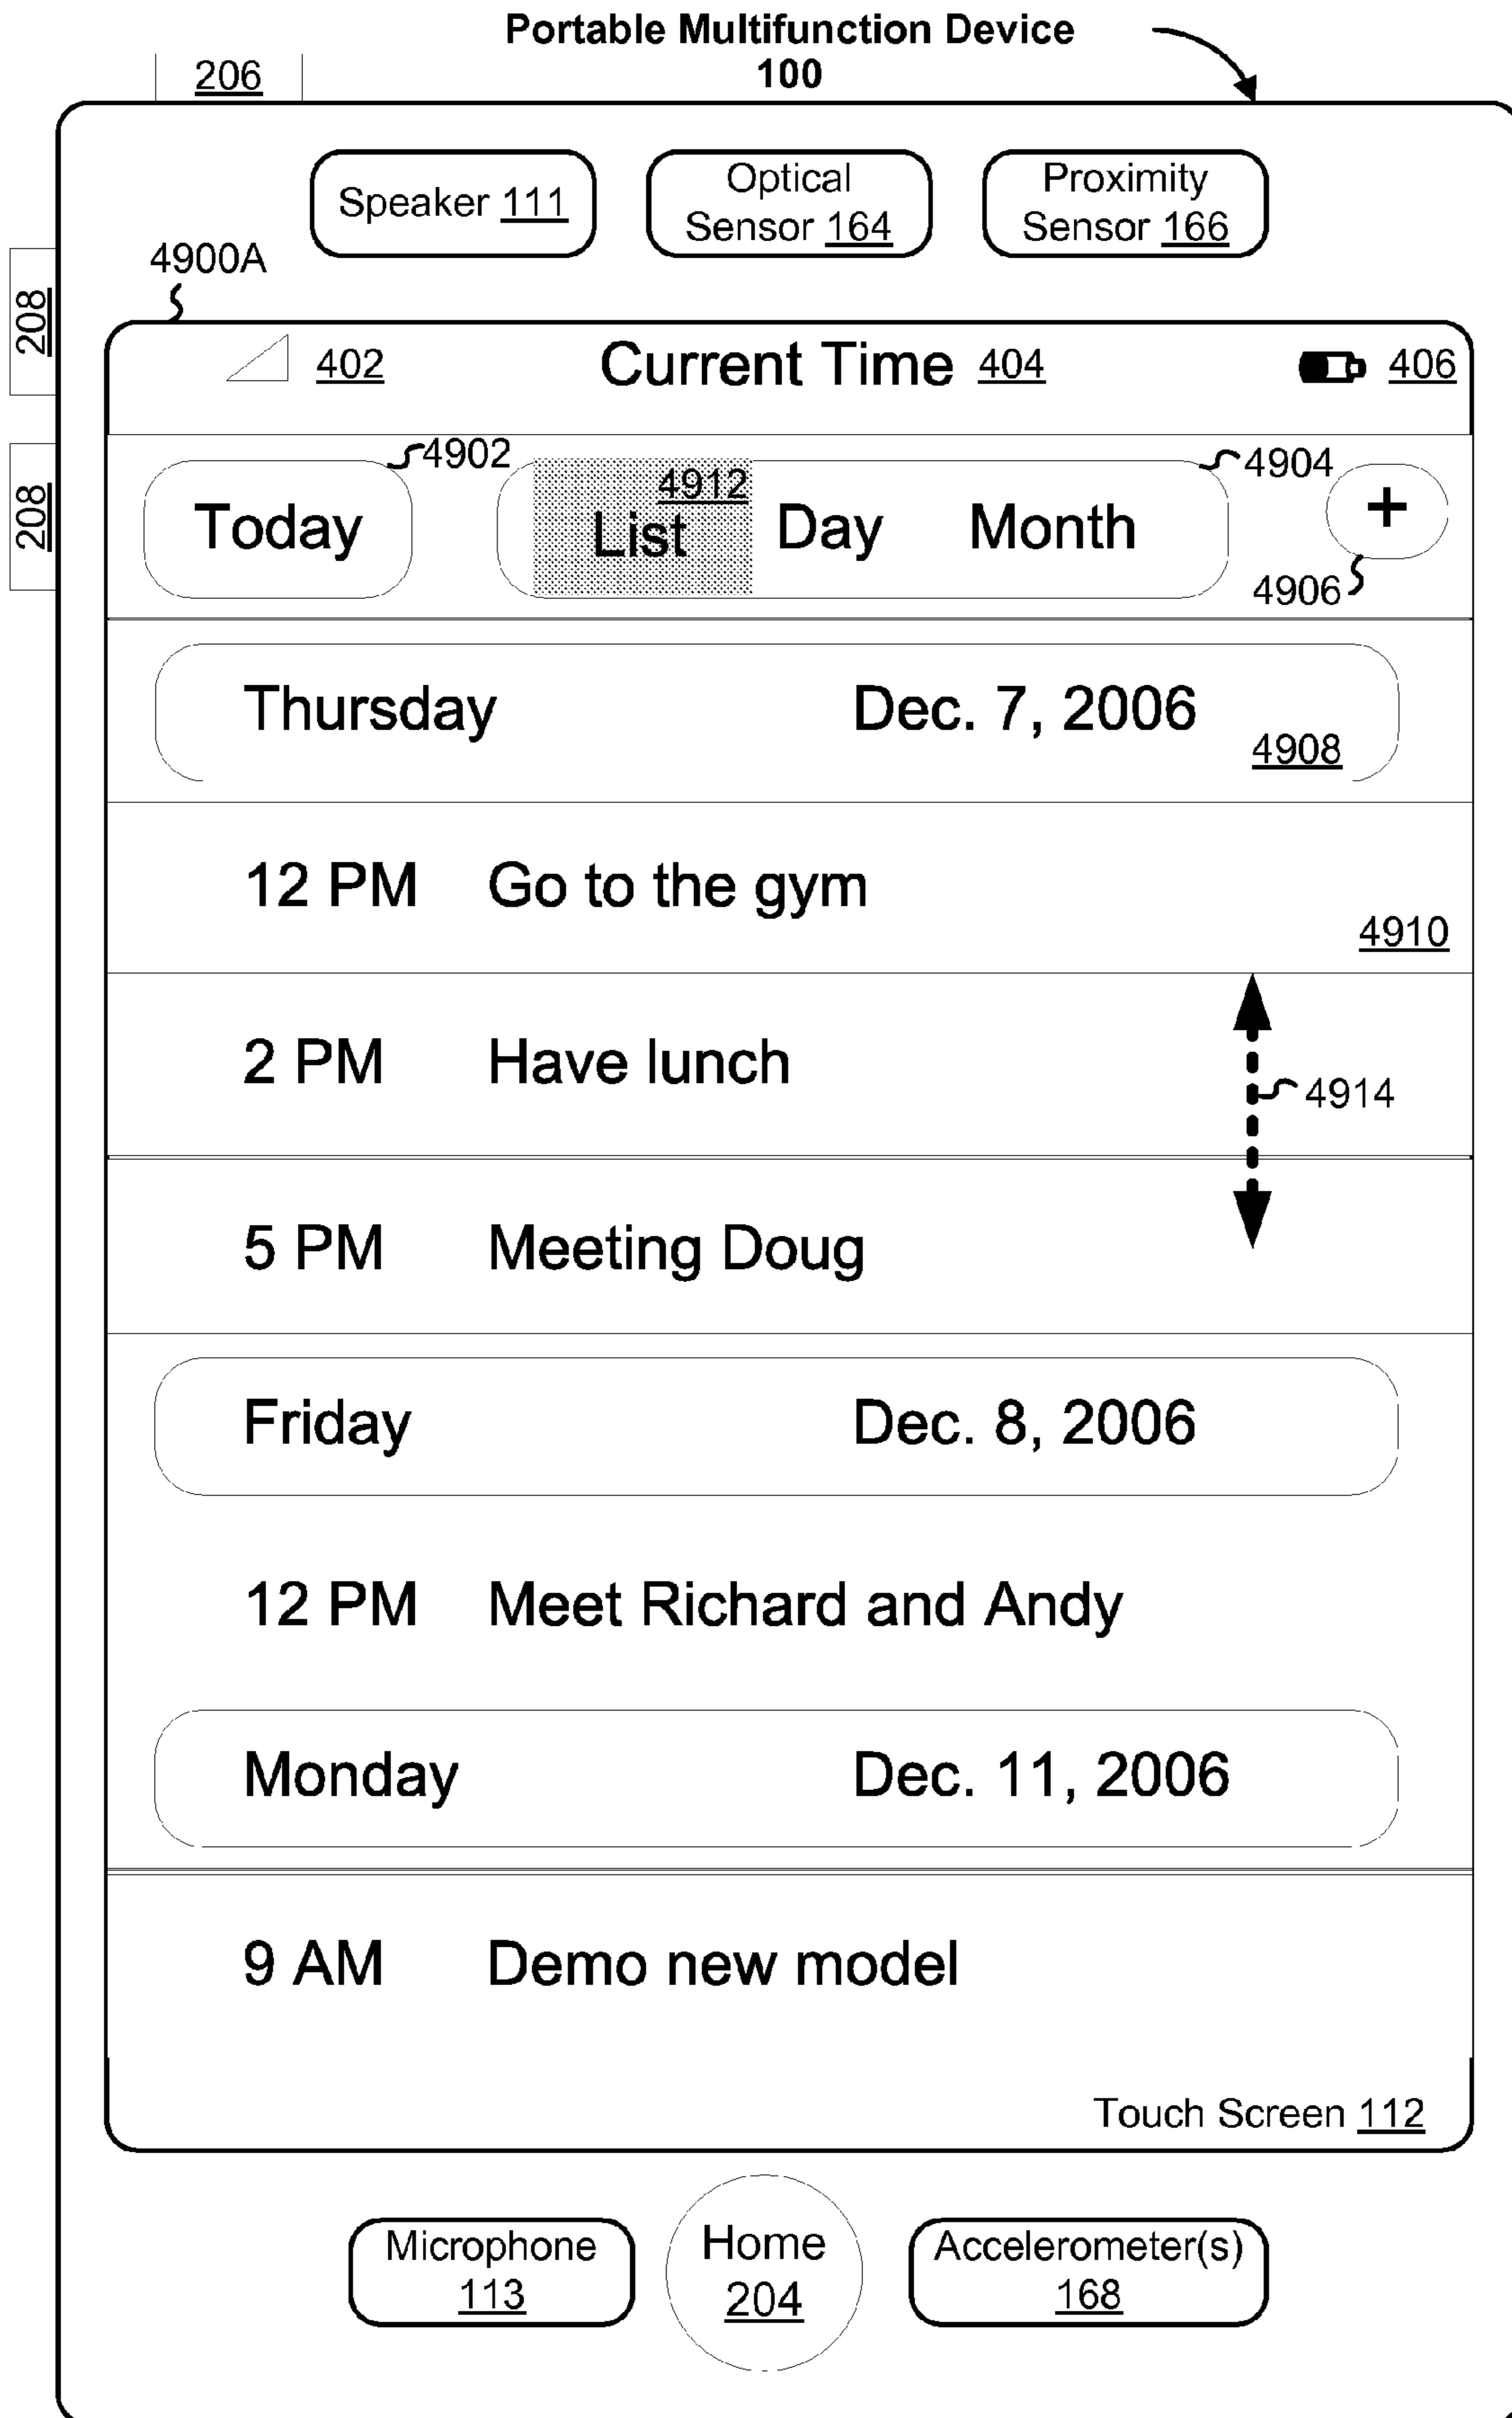 Portable Multifunction Device
100
206
Speaker 111
Optical
Sensor 164
Proximity
Sensor 166
4900A
208
208
402
Current Time 404
406
4902
4912
4904
Today
List
Day
Month
+
4906
Thursday
Dec. 7, 2006
4908
12 PM Go to the gym
4910
2 PM Have lunch
4914
5 PM Meeting Doug
Friday Dec. 8, 2006
12 PM Meet Richard and Andy
Monday Dec. 11, 2006
9 AM Demo new model
Touch Screen 112
Microphone
113
Home
204
Accelerometer(s)
168